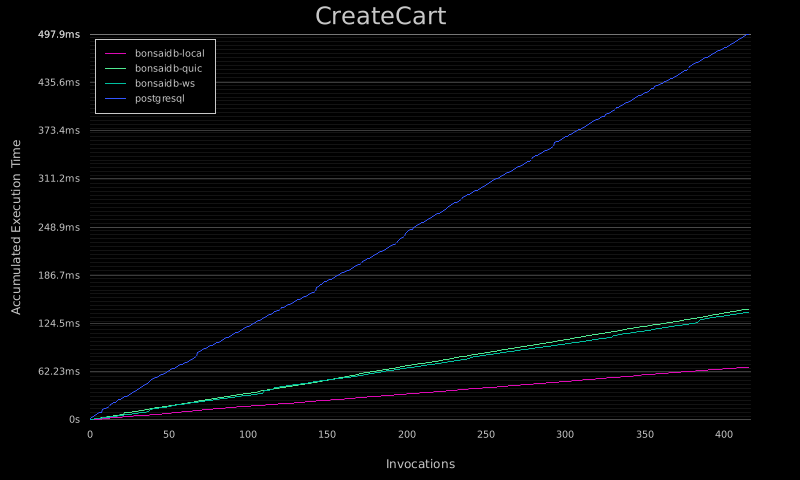 CreateCart
497.9ms
435.6ms
373.4ms
311.2ms
248.9ms
186.7ms
124.5ms
62.23ms
0s
bonsaidb-local
bonsaidb-quic
bonsaidb-ws
postgresql
Accumulated Execution Time
0 50 100 150 200 250 300 350 400
Invocations